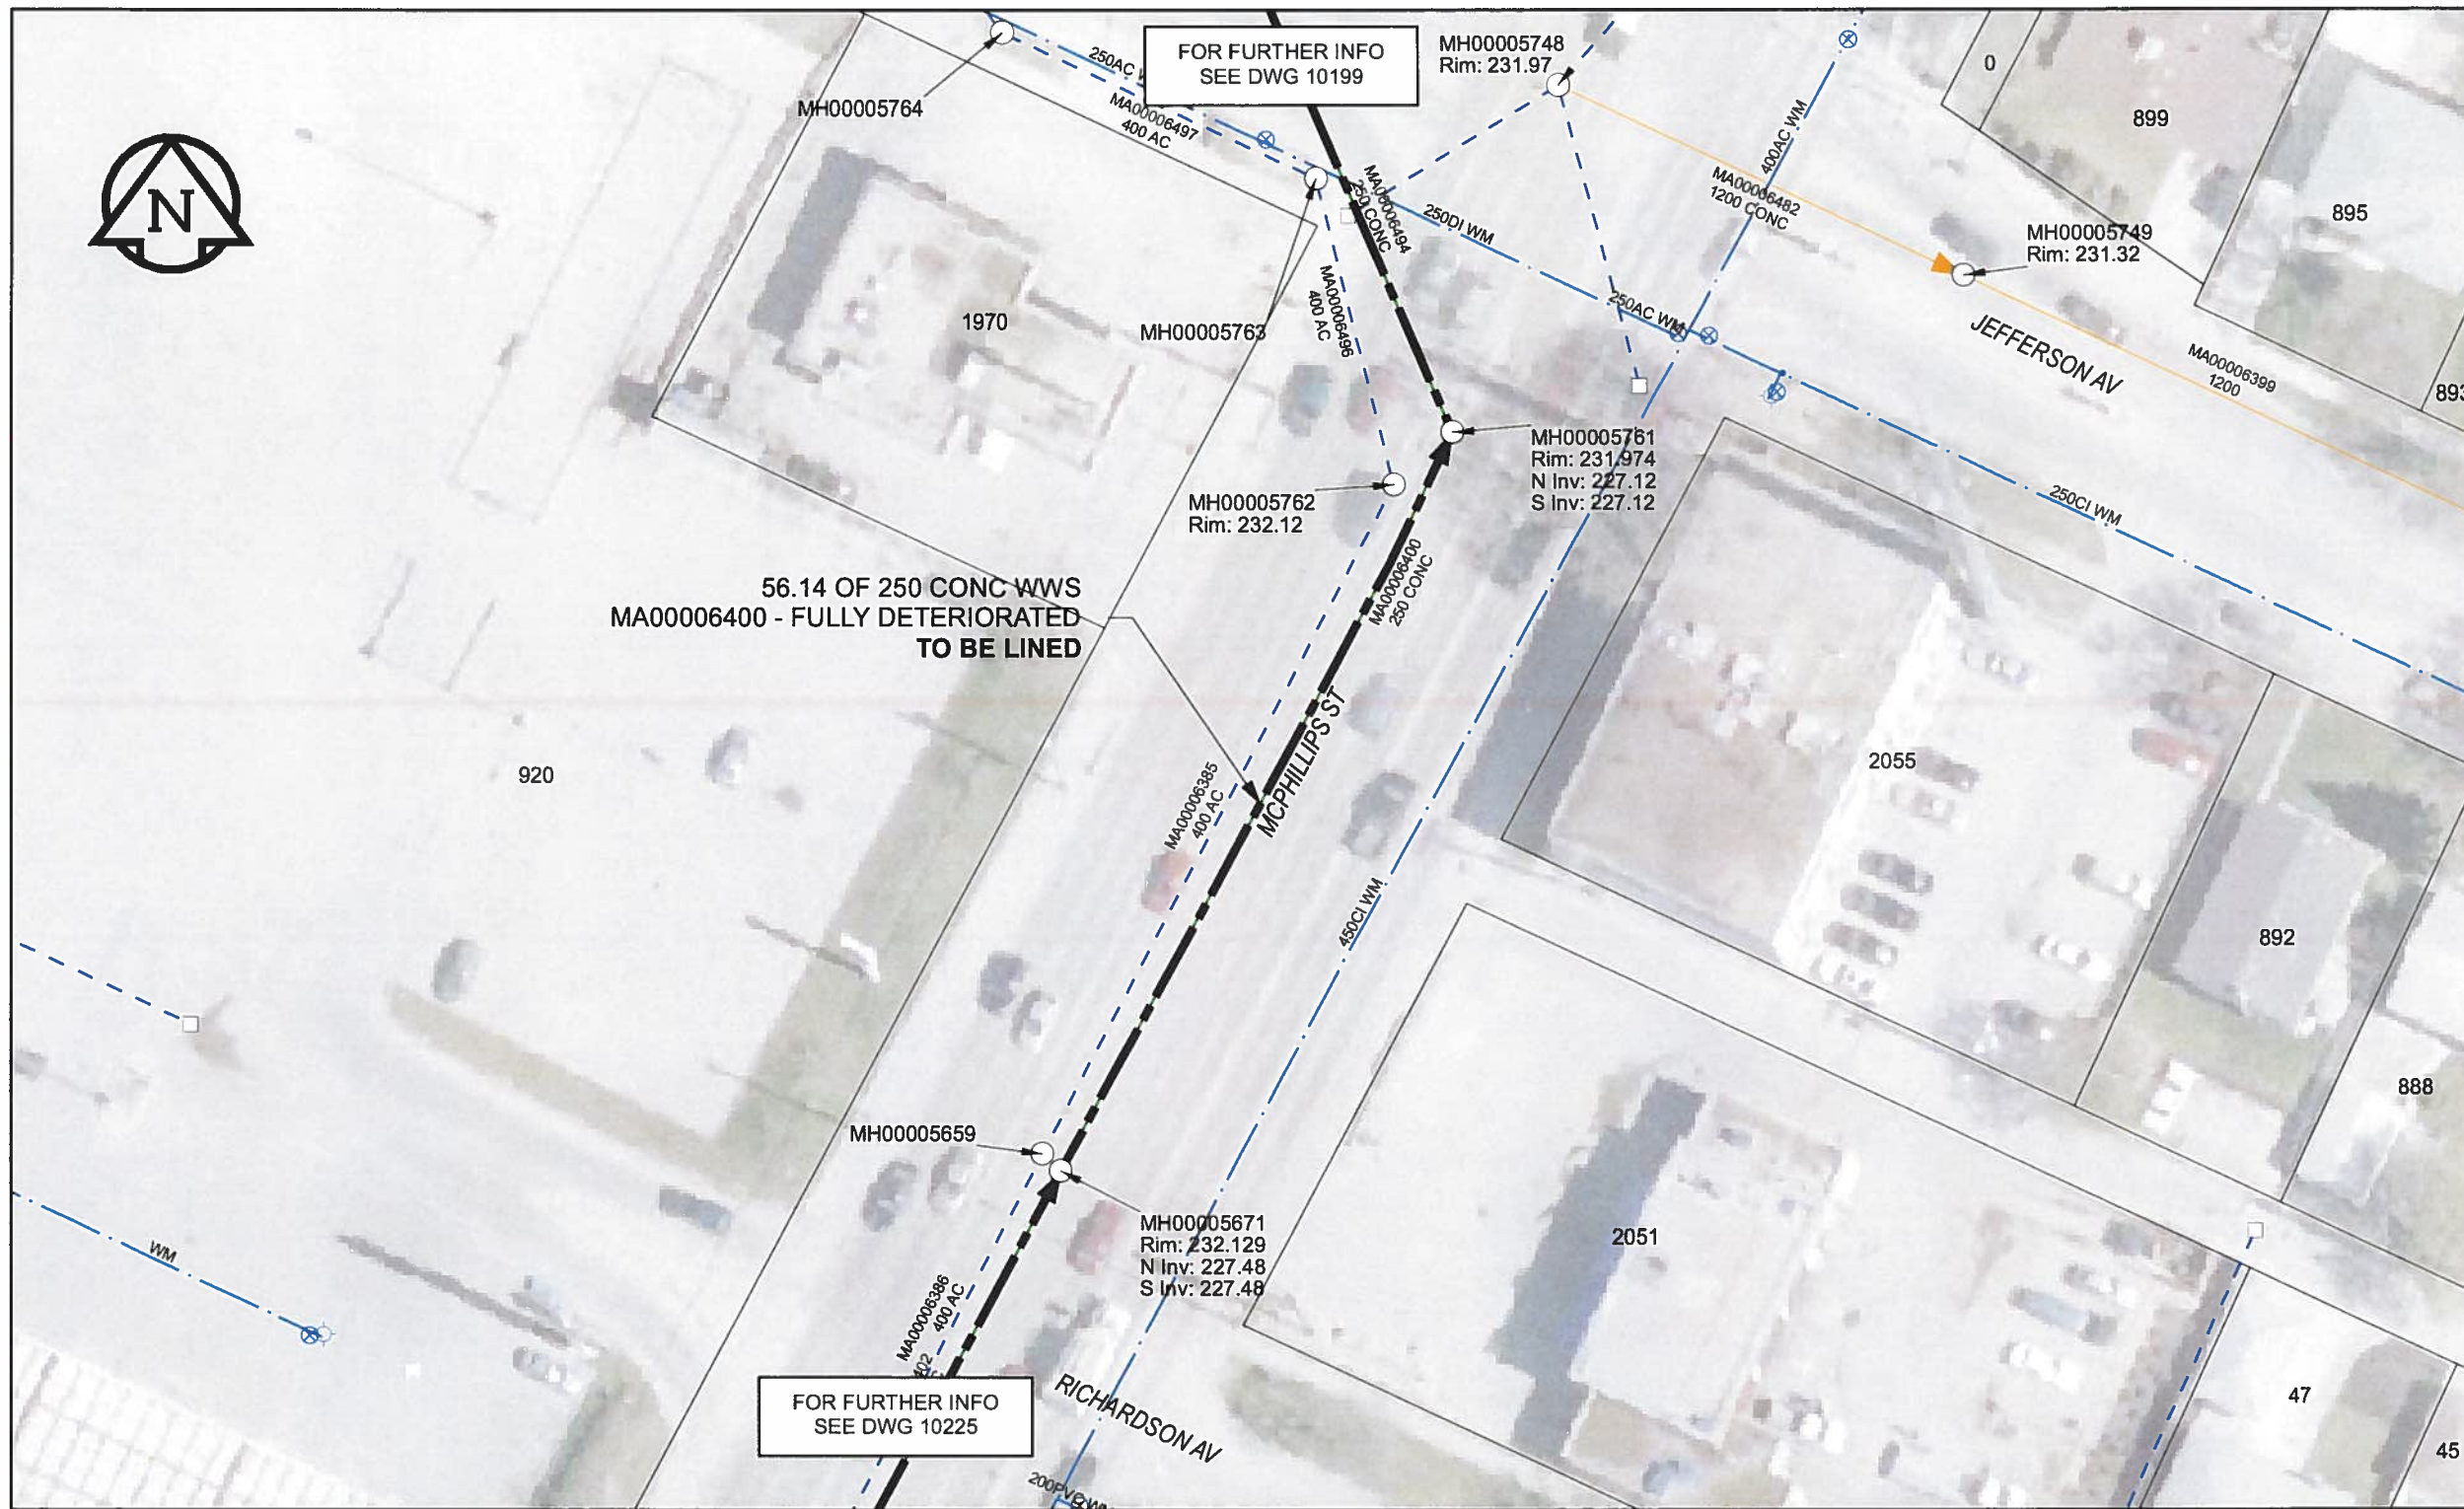 FOR FURTHER INFO
SEE DWG 10199
MH00005748
Rim: 231.97
0
899
250AC
MH00005764
MA00006497
400 AC
400AC WM
N
MA00006494
250 CONC
MA00006482
1200 CONC
895
250DI WM
MH00005749
Rim: 231.32
1970
MH00005763
MA00006496
400 AC
250AC WM
JEFFERSON AV
MA00006399
1200
893
MH00005761
Rim: 231.974
N Inv: 227.12
S Inv: 227.12
MH00005762
Rim: 232.12
250CI WM
56.14 OF 250 CONC WWS
MA00006400 - FULLY DETERIORATED
TO BE LINED
MA00006400
250 CONC
MCPHILLIPS ST
920
2055
MA00006385
400 AC
450CI WM
892
888
MH00005659
MH00005671
Rim: 232.129
N Inv: 227.48
S Inv: 227.48
2051
WM
MA00006386
400 AC
402
FOR FURTHER INFO
SEE DWG 10225
RICHARDSON AV
47
45
200PVC WM